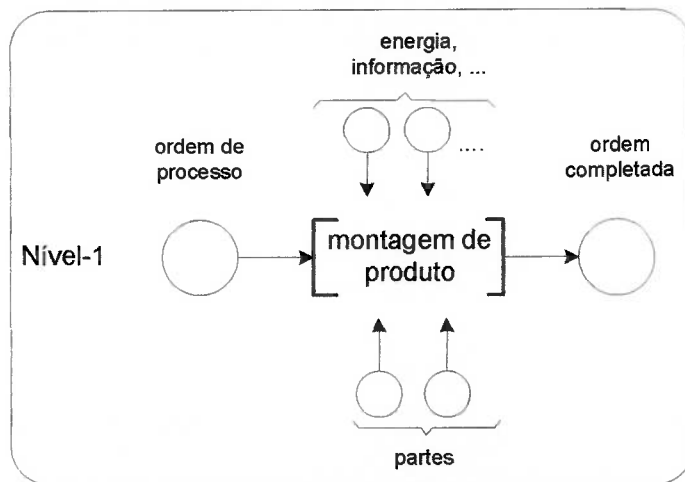 energia,
informação, ...
....
ordem de
processo
ordem
completada
Nível-1
montagem de
produto
partes